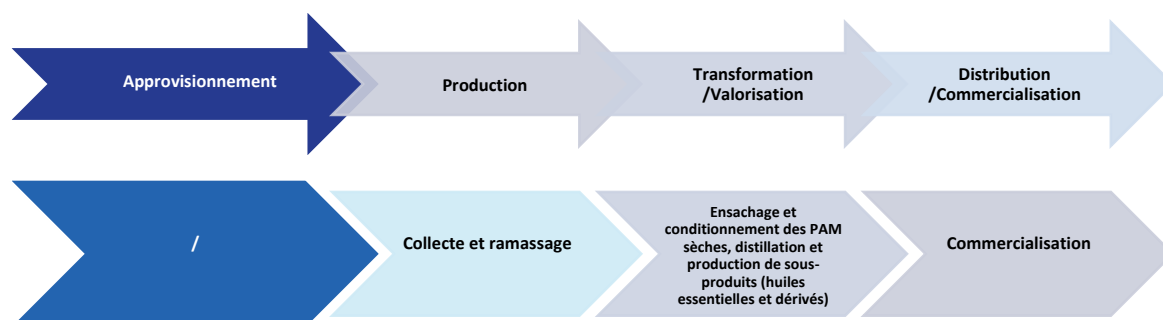 Approvisionnement
Production
Transformation
/Valorisation
Distribution
/Commercialisation
/
Collecte et ramassage
Ensachage et
conditionnement des PAM
sèches, distillation et
production de sous-
produits (huiles
essentielles et dérivés)
Commercialisation